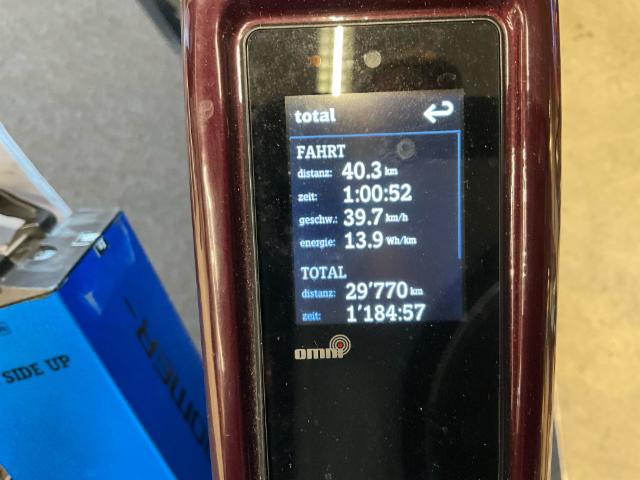 total
FAHRT
distanz: 40.3 km
zeit: 1:00:52
geschw.: 39.7 km/h
energie: 13.9 Wh/km
TOTAL
distanz: 29’770 km
zeit: 1’184:57
omni
SIDE UP